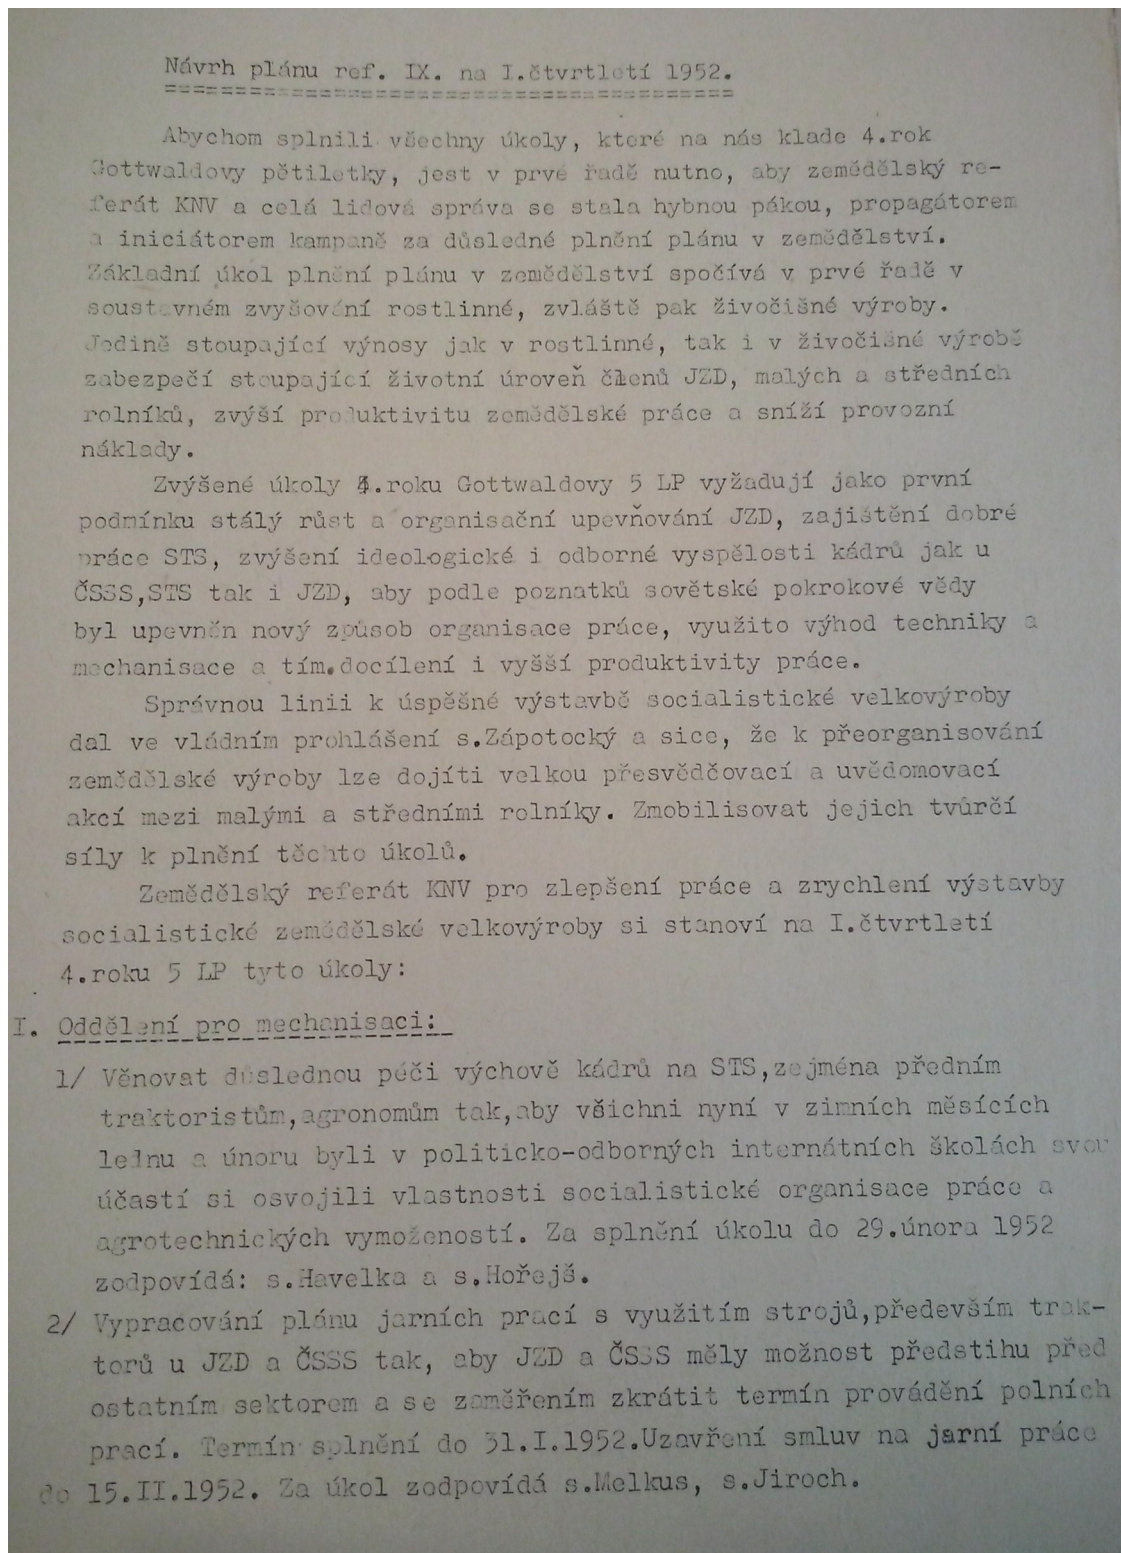 Návrh plánu ref. IX. na I.čtvrtletí 1952.
Abychom splnili všechny úkoly, které na nás klade 4.rok
Gottwaldovy pětiletky, jest v prvé řadě nutno, aby zemědělský re-
ferát KNV a celá lidová správa se stala hybnou pákou, propagátorem
a iniciátorem kampaně za důsledné plnění plánu v zemědělství.
Základní úkol plnění plánu v zemědělství spočívá v prvé řadě v
soustavném zvyšování rostlinné, zvláště pak živočišné výroby.
Jedině stoupající výnosy jak v rostlinné, tak i v živočišné výrobě
zabezpečí stoupající životní úroveň členů JZD, malých a středních
rolníků, zvýší produktivitu zemědělské práce a sníží provozní
náklady.
Zvýšené úkoly 4.roku Gottwaldovy 5 LP vyžadují jako první
podmínku stálý růst a organisační upevňování JZD, zajištění dobré
práce STS, zvýšení ideologické i odborné vyspělosti kádrů jak u
ČSSS,STS tak i JZD, aby podle poznatků sovětské pokrokové vědy
byl upevněn nový způsob organisace práce, využito výhod techniky a
mechanisace a tím.docílení i vyšší produktivity práce.
Správnou linii k úspěšné výstavbě socialistické velkovýroby
dal ve vládním prohlášení s.Zápotocký a sice, že k přeorganisování
zemědělské výroby lze dojíti velkou přesvědčovací a uvědomovací
akcí mezi malými a středními rolníky. Zmobilisovat jejich tvůrčí
síly k plnění těchto úkolů.
Zemědělský referát KNV pro zlepšení práce a zrychlení výstavby
socialistické zemědělské velkovýroby si stanoví na I.čtvrtletí
4.roku 5 LP tyto úkoly:
I. Oddělení pro mechanisaci:
1/ Věnovat důslednou péči výchově kádrů na STS,zejména předním
traktoristům,agronomům tak,aby všichni nyní v zimních měsících
lednu a únoru byli v politicko-odborných internátních školách svou
účastí si osvojili vlastnosti socialistické organisace práce a
agrotechnických vymožeností. Za splnění úkolu do 29.února 1952
zodpovídá: s.Havelka a s.Hořejš.
2/ Vypracování plánu jarních prací s využitím strojů,především trak-
torů u JZD a ČSSS tak, aby JZD a ČSSS měly možnost předstihu před
ostatním sektorem a se zaměřením zkrátit termín provádění polních
prací. Termín splnění do 31.I.1952.Uzavření smluv na jarní práce
do 15.II.1952. Za úkol zodpovídá s.Melkus, s.Jiroch.